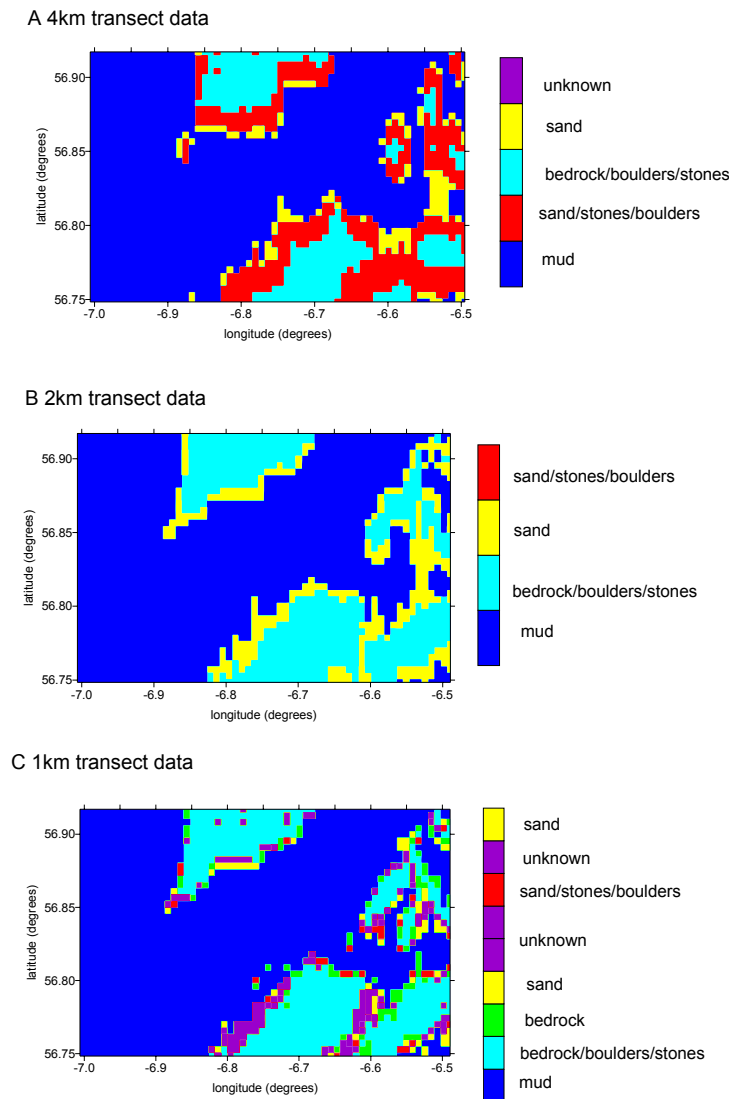 A 4km transect data
56.90
56.85
56.80
56.75
latitude (degrees)
-7.0 -6.9 -6.8 -6.7 -6.6 -6.5
longitude (degrees)
unknown
sand
bedrock/boulders/stones
sand/stones/boulders
mud
B 2km transect data
56.90
56.85
56.80
56.75
latitude (degrees)
-7.0 -6.9 -6.8 -6.7 -6.6 -6.5
longitude (degrees)
sand/stones/boulders
sand
bedrock/boulders/stones
mud
C 1km transect data
56.90
56.85
56.80
56.75
latitude (degrees)
-7.0 -6.9 -6.8 -6.7 -6.6 -6.5
longitude (degrees)
sand
unknown
sand/stones/boulders
unknown
sand
bedrock
bedrock/boulders/stones
mud